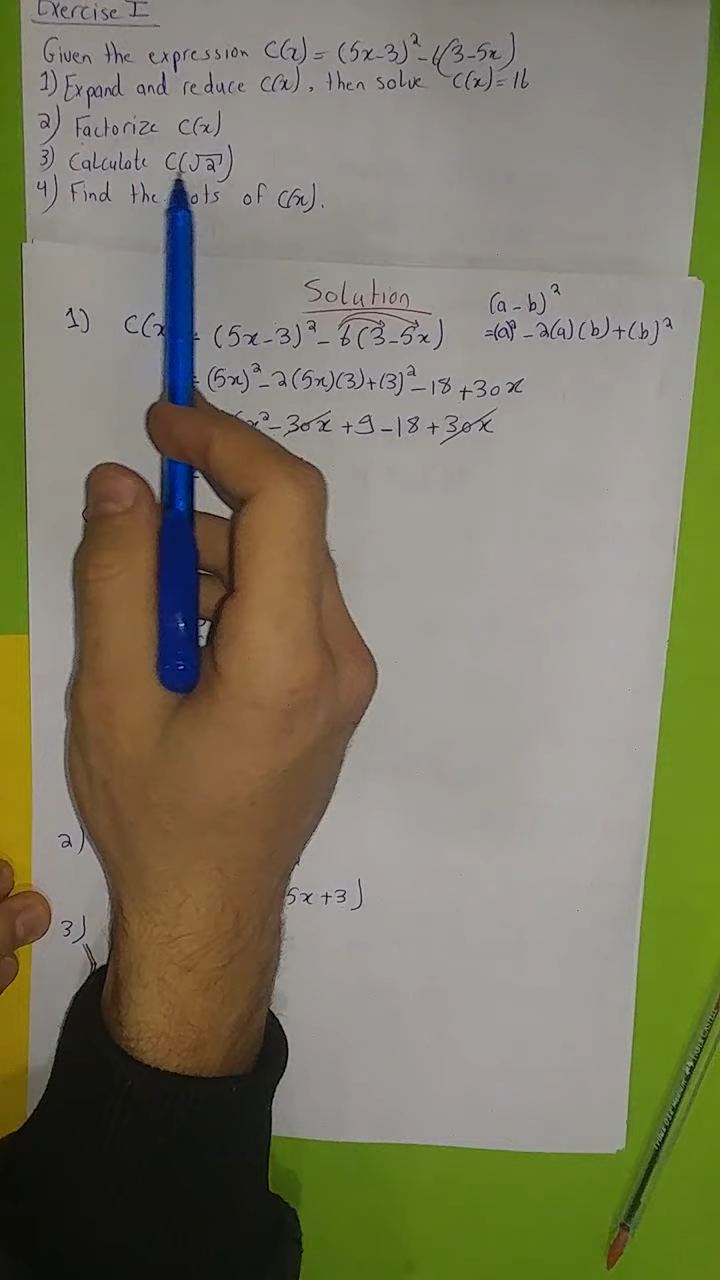 Exercise I
Given the expression C(x) = (5x-3)² - 6(3-5x)
1) Expand and reduce C(x), then solve C(x)=16
2) Factorize C(x)
3) Calculate C(√2)
4) Find the of C(x).
Solution
(a-b)²
1) C(x = (5x-3)² - 6(3-5x) =(a)² - 2(a)(b)+(b)²
= (5x)² - 2(5x)(3)+(3)² - 18 + 30x
x² - 30x + 9 - 18 + 30x
2)
5x+3)
3)